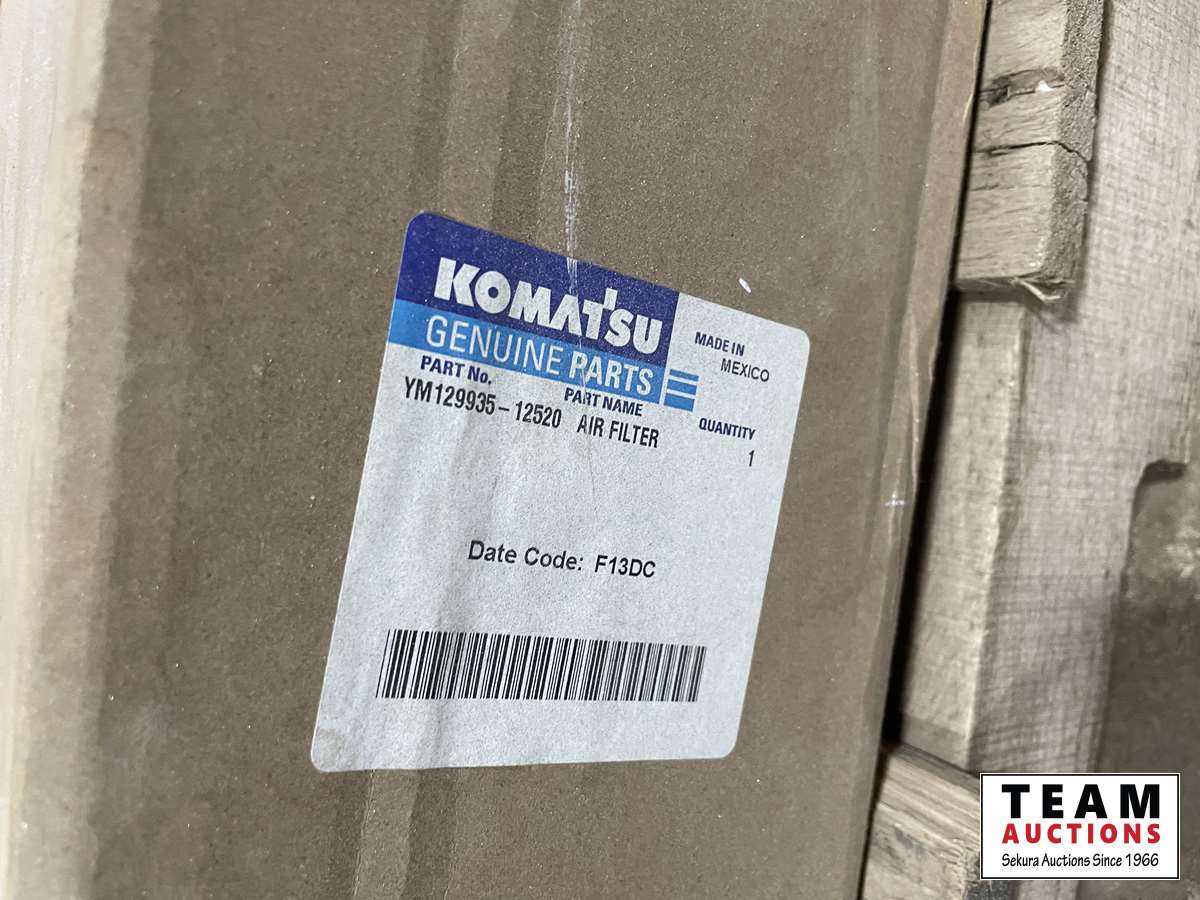 KOMATSU
GENUINE PARTS
MADE IN
MEXICO
PART No. PART NAME QUANTITY
YM129935-12520 AIR FILTER 1
Date Code: F13DC
TEAM
AUCTIONS
Sekura Auctions Since 1966